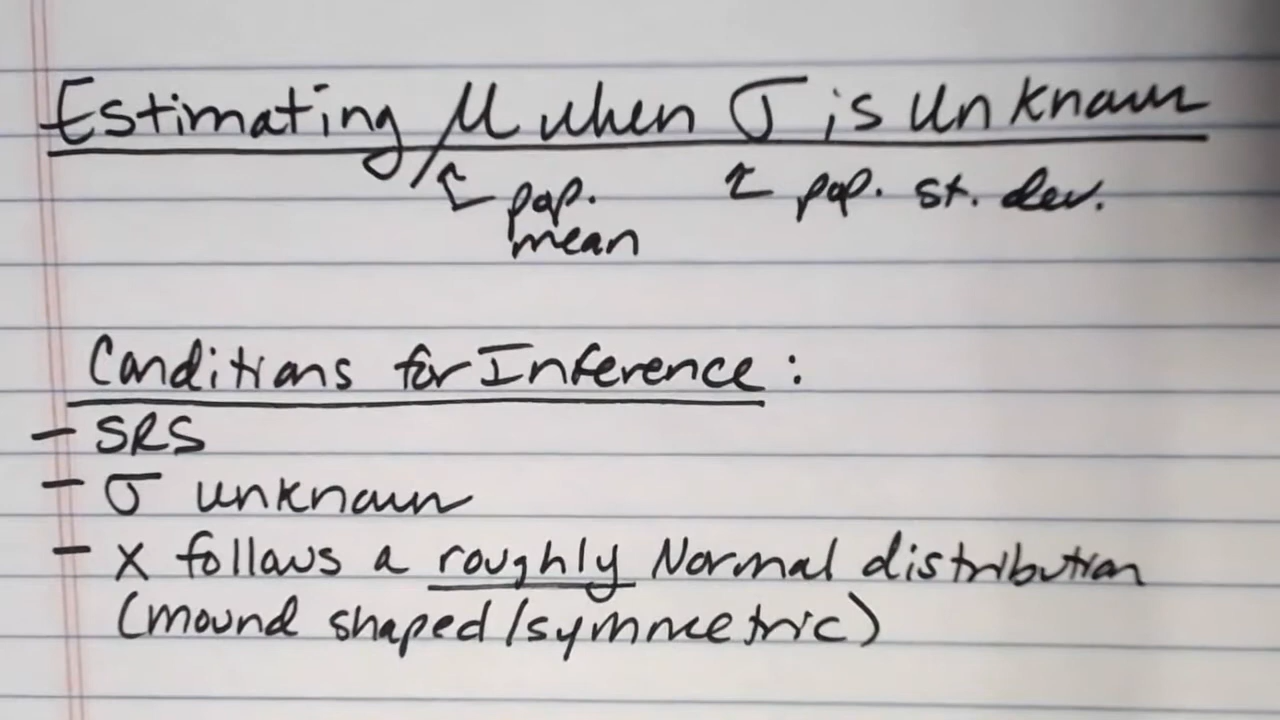 Estimating μ when σ is unknown
pop. mean
pop. st. dev.
Conditions for Inference:
- SRS
- σ unknown
- x follows a roughly Normal distribution
(mound shaped/symmetric)